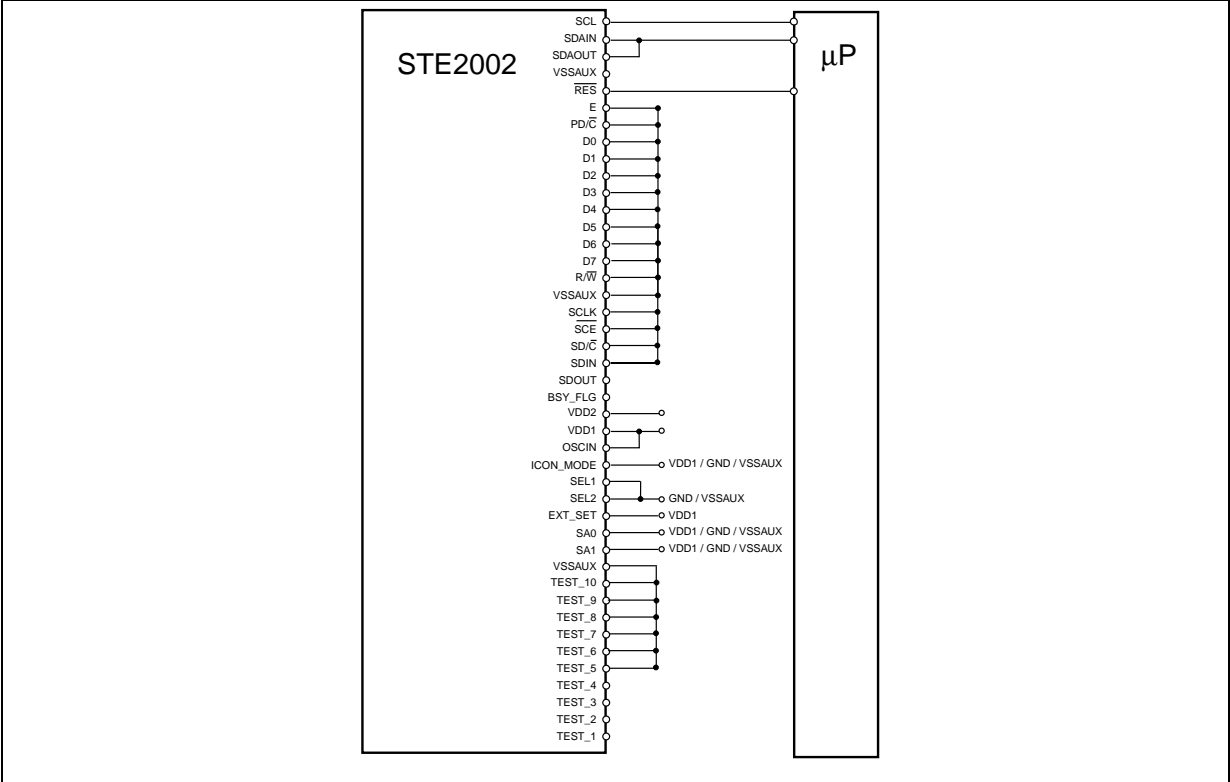 STE2002
μP
SCL
SDAIN
SDAOUT
VSSAUX
R̅E̅S̅
E
PD/C̅
D0
D1
D2
D3
D4
D5
D6
D7
R/W̅
VSSAUX
SCLK
S̅C̅E̅
SD/C̅
SDIN
SDOUT
BSY_FLG
VDD2
VDD1
OSCIN
ICON_MODE VDD1 / GND / VSSAUX
SEL1
SEL2 GND / VSSAUX
EXT_SET VDD1
SA0 VDD1 / GND / VSSAUX
SA1 VDD1 / GND / VSSAUX
VSSAUX
TEST_10
TEST_9
TEST_8
TEST_7
TEST_6
TEST_5
TEST_4
TEST_3
TEST_2
TEST_1